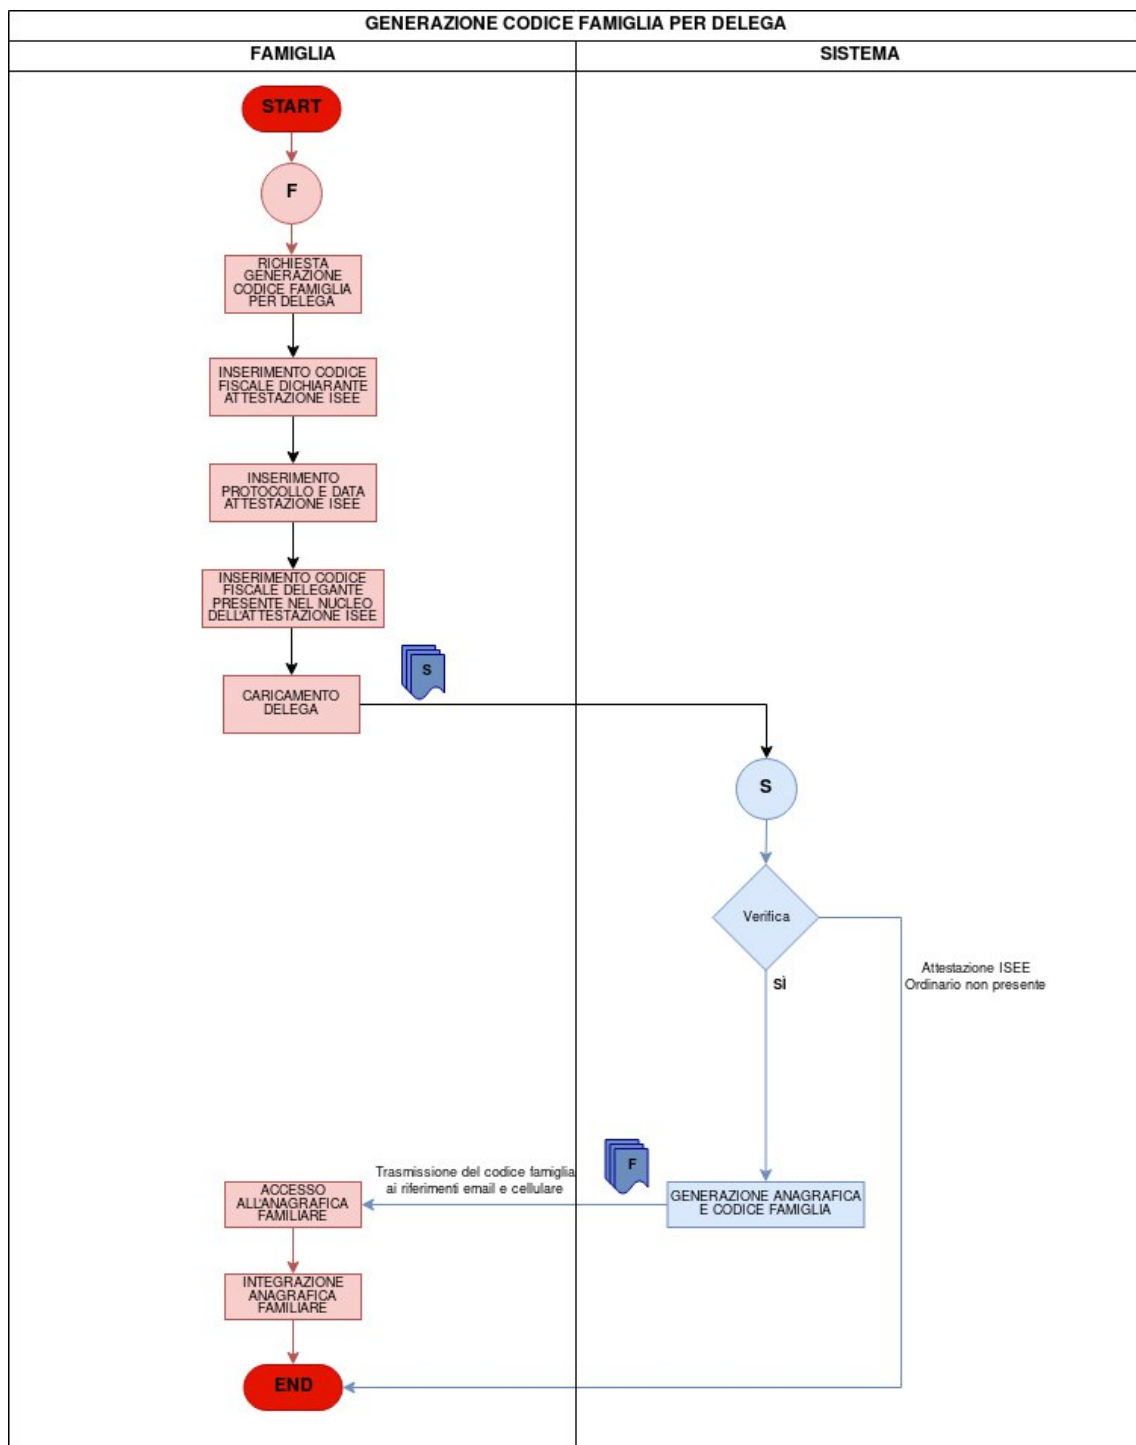 GENERAZIONE CODICE FAMIGLIA PER DELEGA
FAMIGLIA
SISTEMA
START
F
RICHIESTA
GENERAZIONE
CODICE FAMIGLIA
PER DELEGA
INSERIMENTO CODICE
FISCALE DICHIARANTE
ATTESTAZIONE ISEE
INSERIMENTO
PROTOCOLLO E DATA
ATTESTAZIONE ISEE
INSERIMENTO CODICE
FISCALE DELEGANTE
PRESENTE NEL NUCLEO
DELL'ATTESTAZIONE ISEE
S
CARICAMENTO
DELEGA
S
Verifica
SÌ
Attestazione ISEE
Ordinario non presente
F
Trasmissione del codice famiglia
ai riferimenti email e cellulare
GENERAZIONE ANAGRAFICA
E CODICE FAMIGLIA
ACCESSO
ALL'ANAGRAFICA
FAMILIARE
INTEGRAZIONE
ANAGRAFICA
FAMILIARE
END